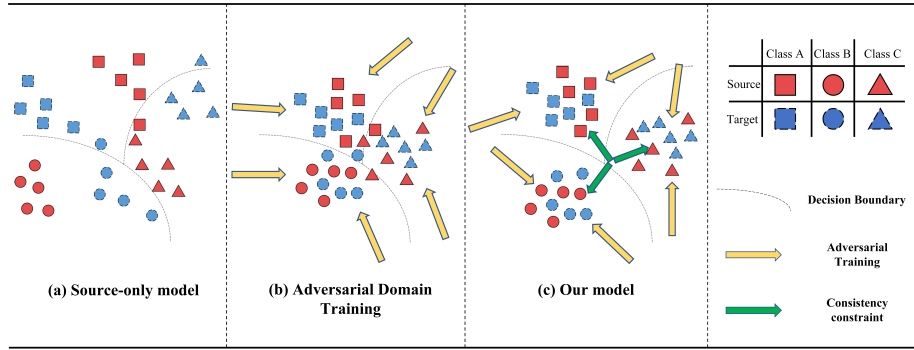 (a) Source-only model
(b) Adversarial Domain
Training
(c) Our model
Class A Class B Class C
Source
Target
Decision Boundary
Adversarial
Training
Consistency
constraint